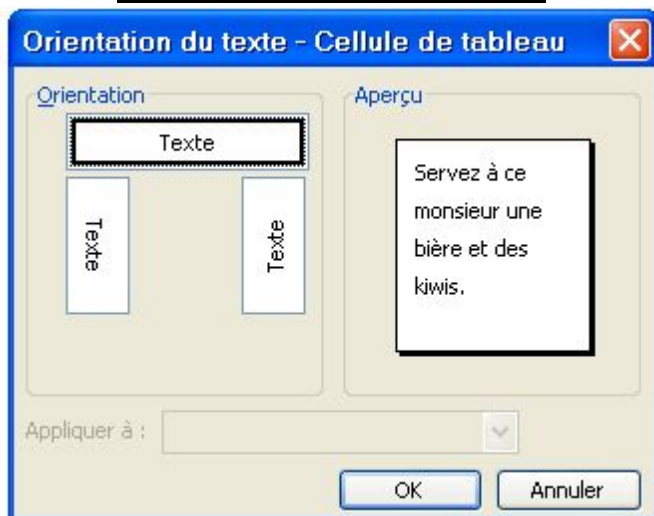 Orientation du texte - Cellule de tableau
Orientation
Texte
Texte
Texte
Aperçu
Servez à ce
monsieur une
bière et des
kiwis.
Appliquer à :
OK
Annuler